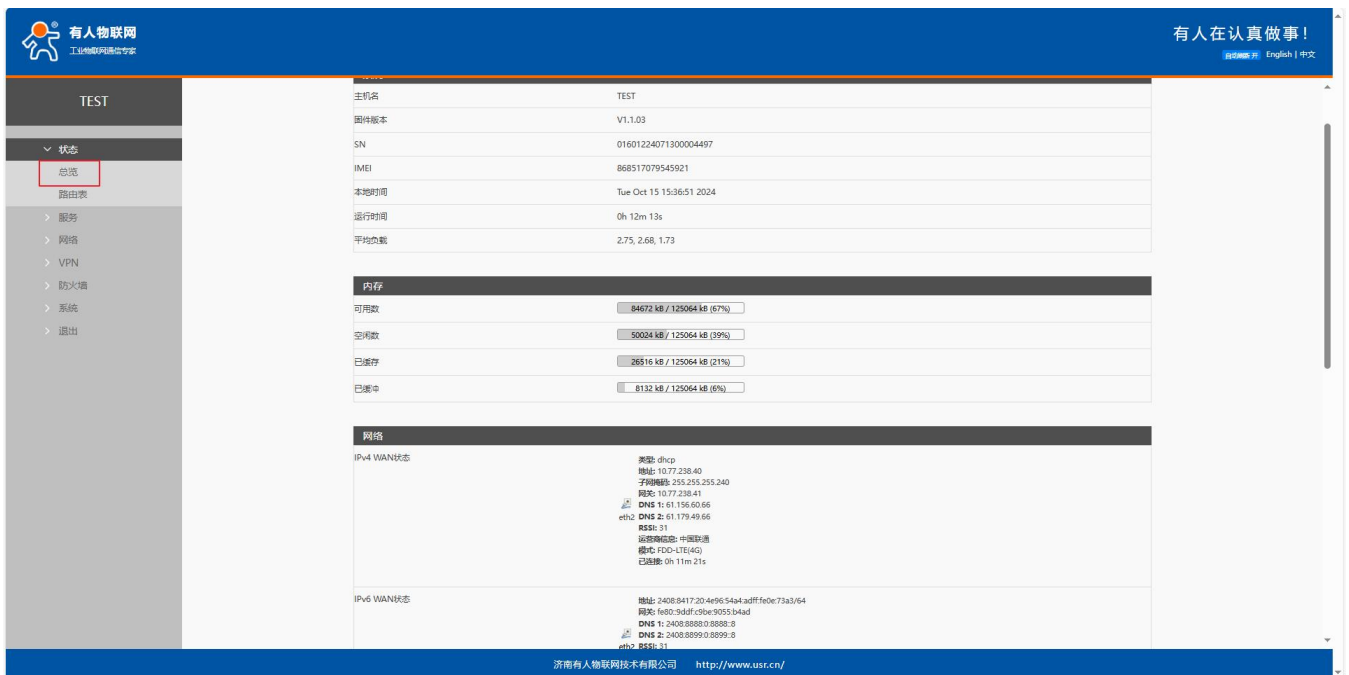 有人物联网
工业物联网通信专家
有人在认真做事！
自动刷新 开 English | 中文
TEST
状态
总览
路由表
服务
网络
VPN
防火墙
系统
退出
主机名 TEST
固件版本 V1.1.03
SN 01601224071300004497
IMEI 868517079545921
本地时间 Tue Oct 15 15:36:51 2024
运行时间 0h 12m 13s
平均负载 2.75, 2.68, 1.73
内存
可用数 84672 kB / 125064 kB (67%)
空闲数 50024 kB / 125064 kB (39%)
已缓存 26516 kB / 125064 kB (21%)
已缓冲 8132 kB / 125064 kB (6%)
网络
IPv4 WAN状态
类型: dhcp
地址: 10.77.238.40
子网掩码: 255.255.255.240
网关: 10.77.238.41
DNS 1: 61.156.60.66
eth2 DNS 2: 61.179.49.66
RSSI: 31
运营商信息: 中国联通
模式: FDD-LTE(4G)
已连接: 0h 11m 21s
IPv6 WAN状态
地址: 2408:8417:20:4e96:54a4:adff:fe0e:73a3/64
网关: fe80::9ddf:c9be:9055:b4ad
DNS 1: 2408:8888:0:8888::8
DNS 2: 2408:8899:0:8899::8
eth2 RSSI: 31
济南有人物联网技术有限公司 http://www.usr.cn/